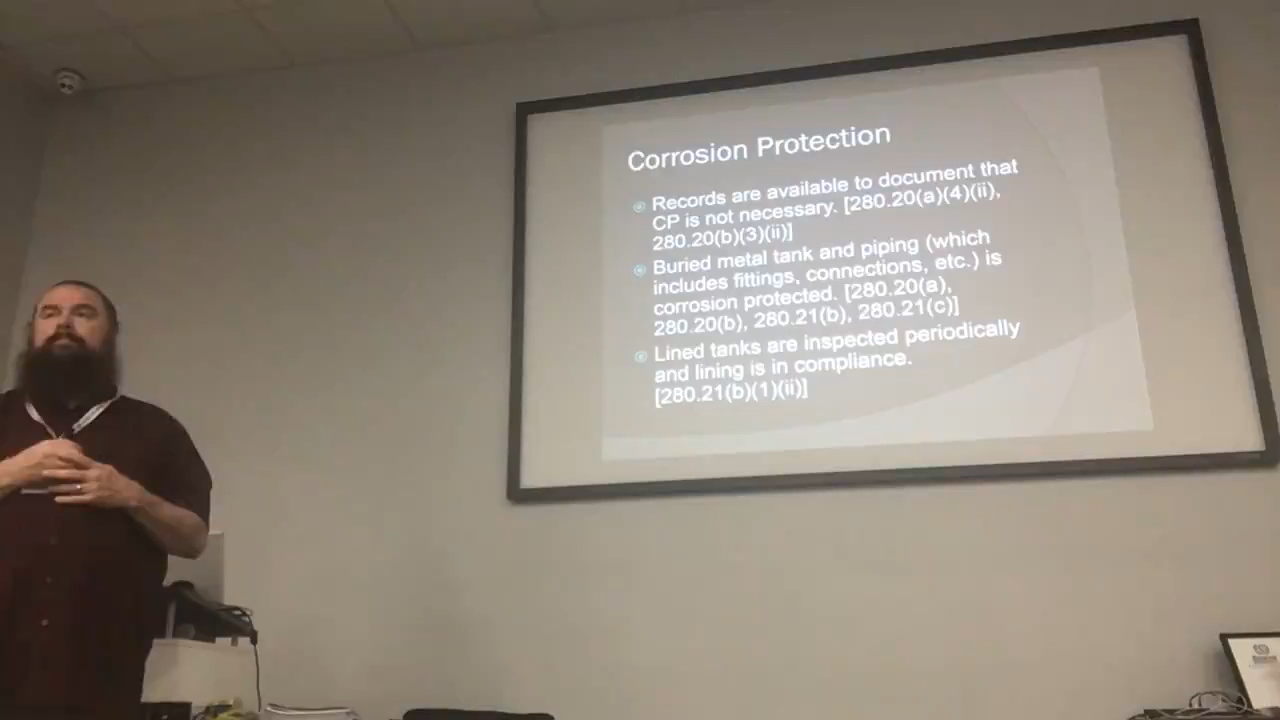 Corrosion Protection
Records are available to document that
CP is not necessary. [280.20(a)(4)(ii),
280.20(b)(3)(ii)]
Buried metal tank and piping (which
includes fittings, connections, etc.) is
corrosion protected. [280.20(a),
280.20(b), 280.21(b), 280.21(c)]
Lined tanks are inspected periodically
and lining is in compliance.
[280.21(b)(1)(ii)]